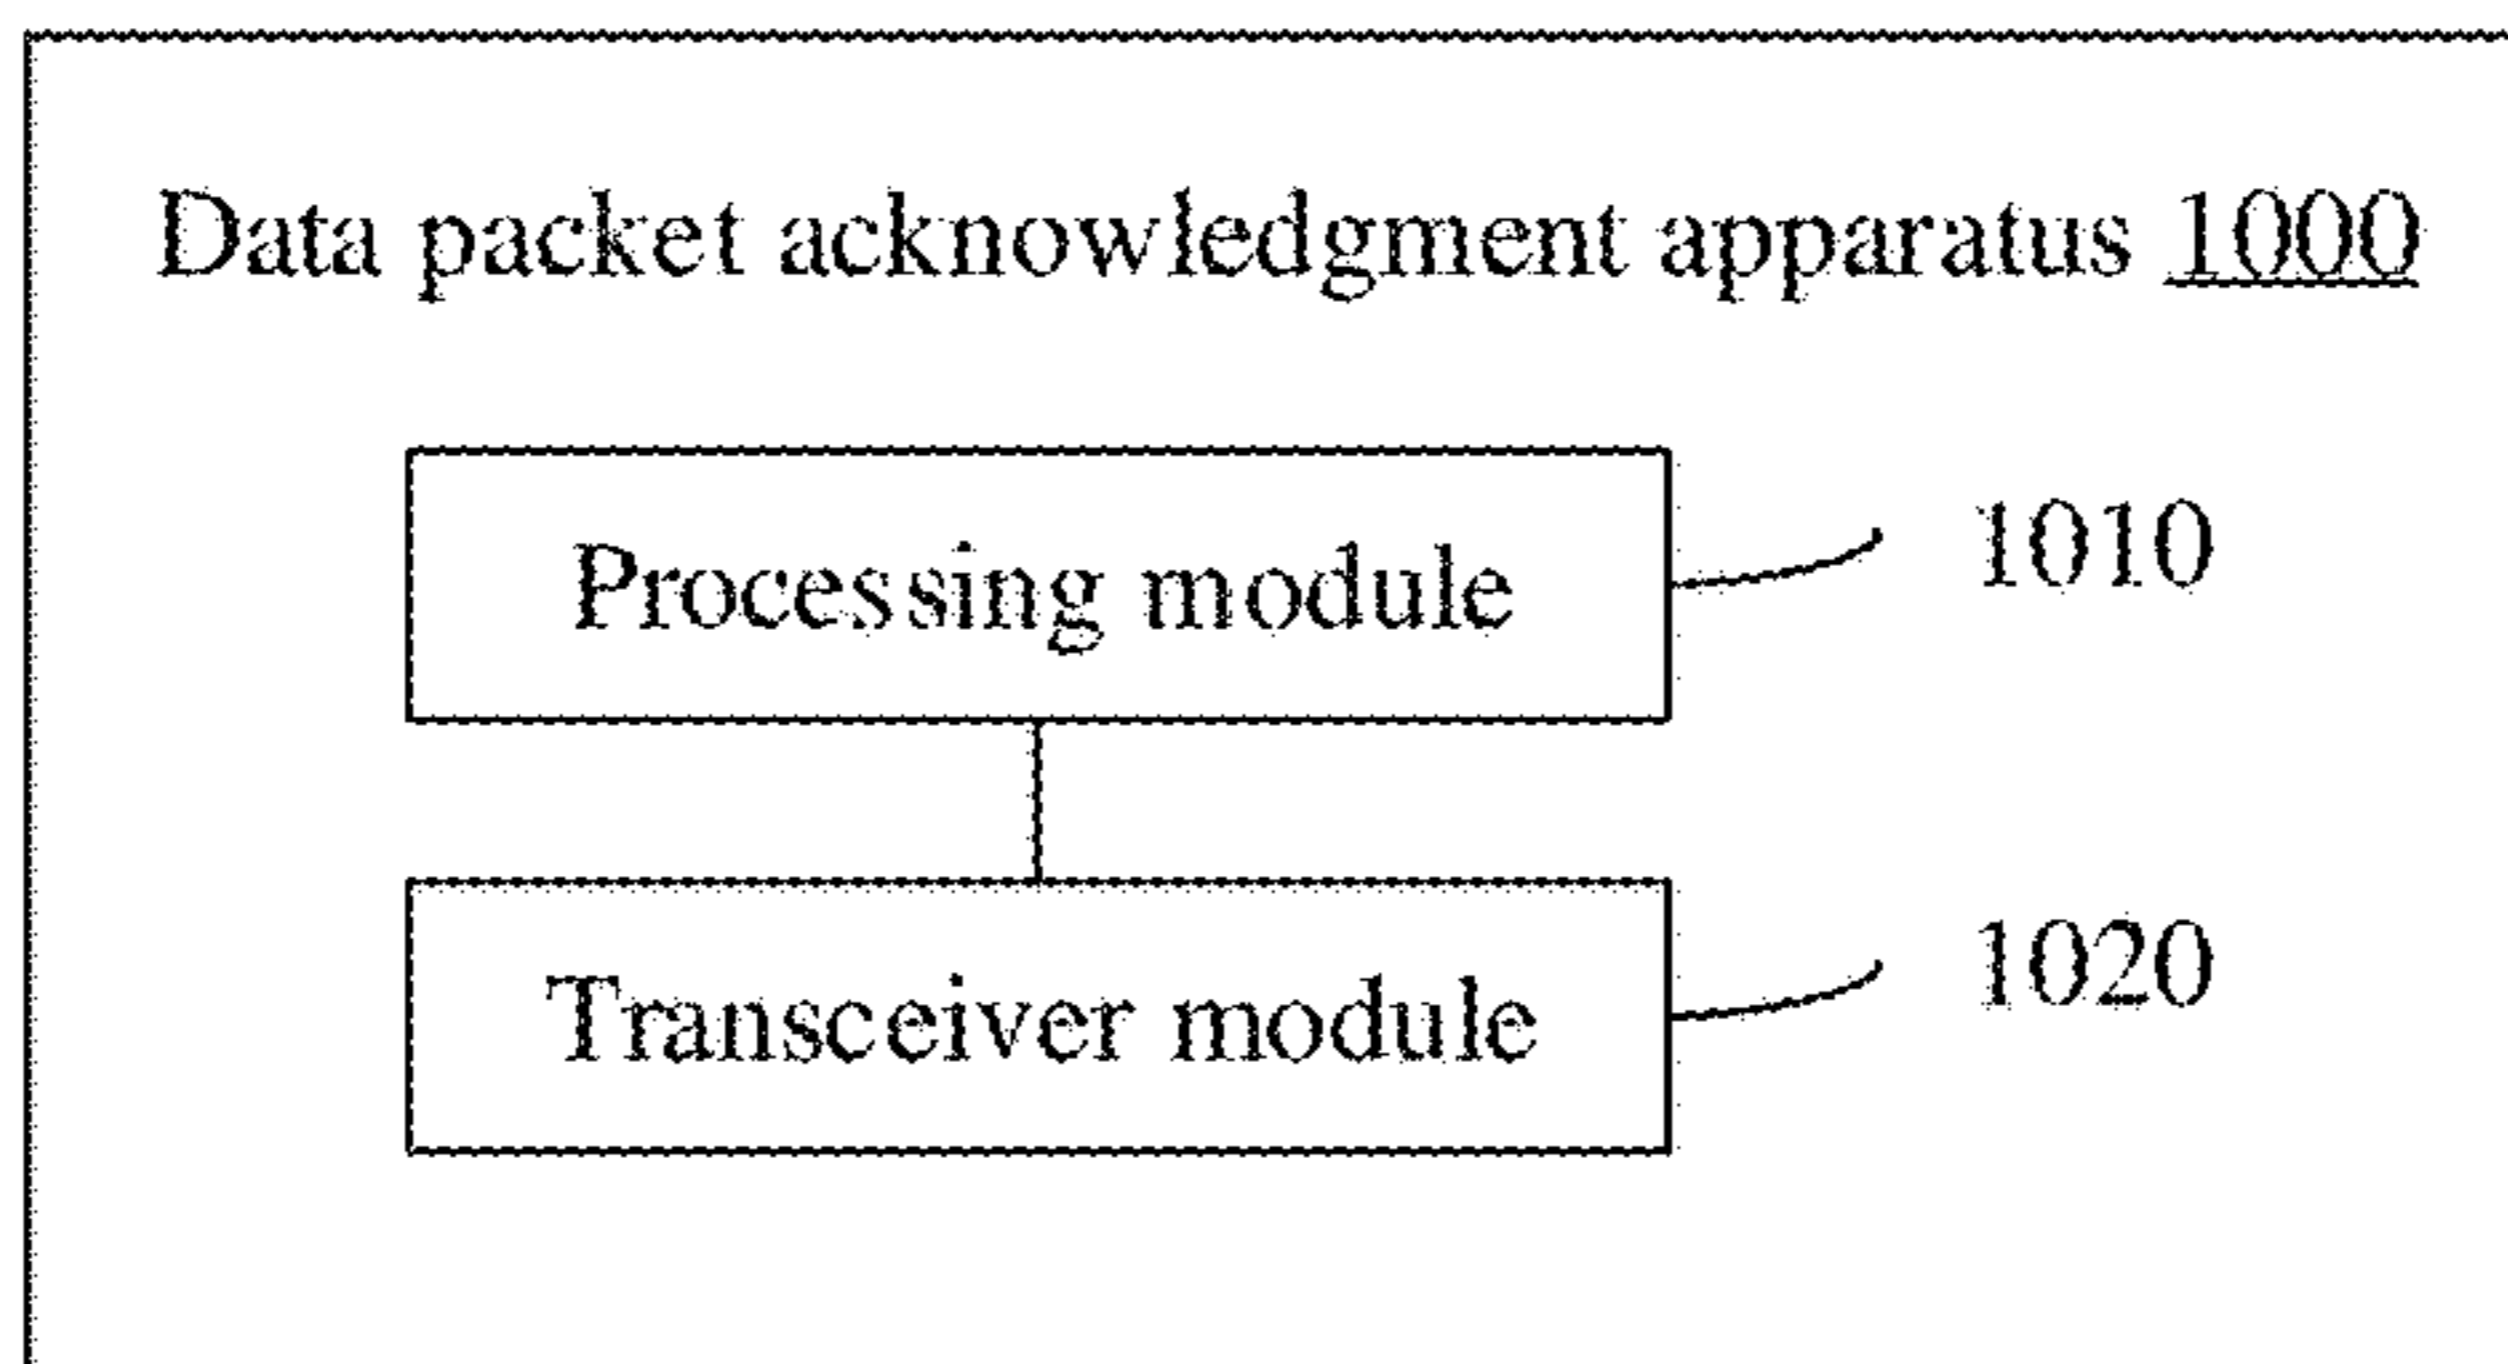 Data packet acknowledgment apparatus 1000
Processing module
1010
Transceiver module
1020